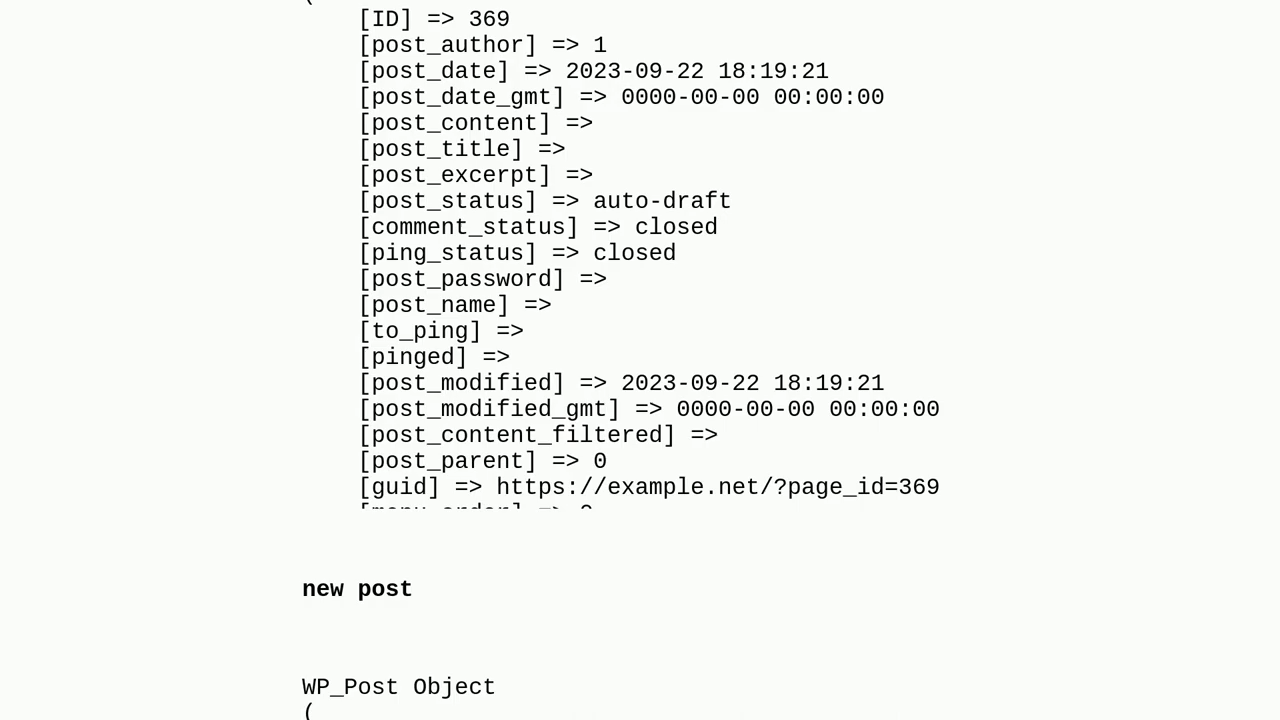 (
[ID] => 369
[post_author] => 1
[post_date] => 2023-09-22 18:19:21
[post_date_gmt] => 0000-00-00 00:00:00
[post_content] =>
[post_title] =>
[post_excerpt] =>
[post_status] => auto-draft
[comment_status] => closed
[ping_status] => closed
[post_password] =>
[post_name] =>
[to_ping] =>
[pinged] =>
[post_modified] => 2023-09-22 18:19:21
[post_modified_gmt] => 0000-00-00 00:00:00
[post_content_filtered] =>
[post_parent] => 0
[guid] => https://example.net/?page_id=369
[menu_order] => 0
new post
WP_Post Object
(